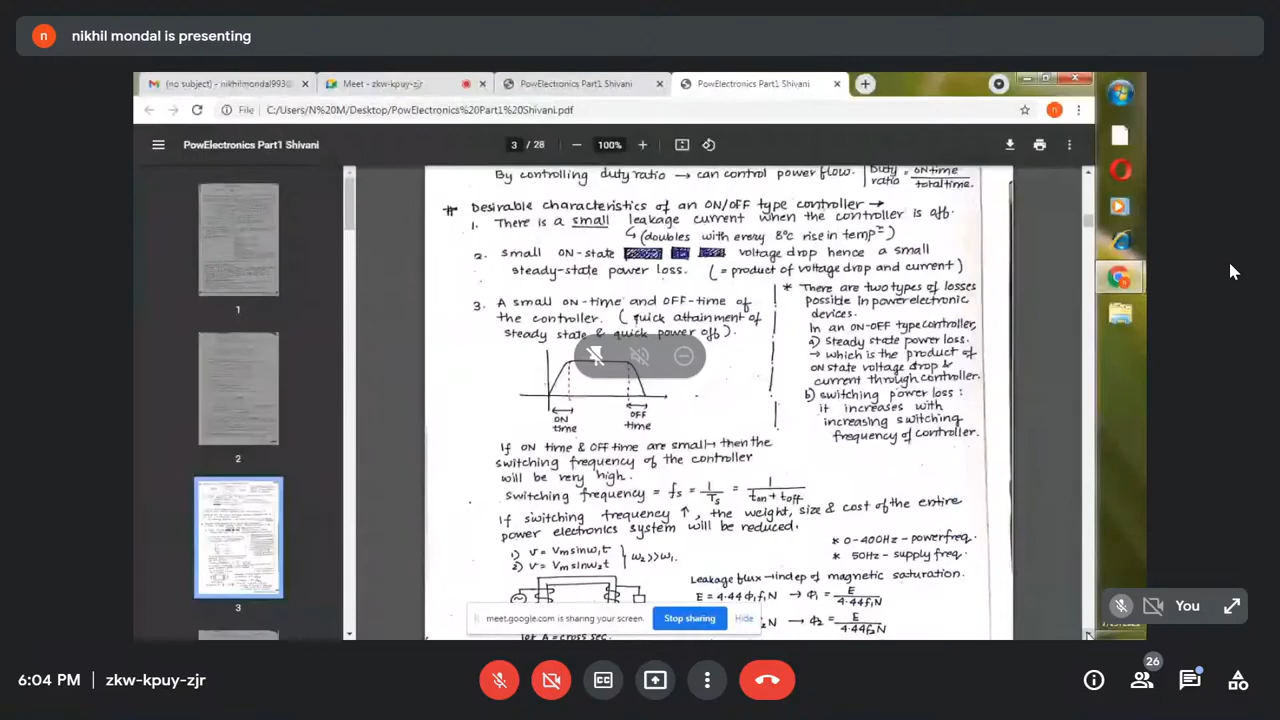 n nikhil mondal is presenting
(no subject) - nikhilmondal993@
Meet - zkw-kpuy-zjr
PowElectronics Part1 Shivani
PowElectronics Part1 Shivani
File C:/Users/N%20M/Desktop/PowElectronics%20Part1%20Shivani.pdf
n
PowElectronics Part1 Shivani
3 / 28
100%
1
2
3
By controlling duty ratio → can control power flow.
Duty ratio = ON time / total time.
# Desirable characteristics of an ON/OFF type controller →
1. There is a small leakage current when the controller is off.
↳ (doubles with every 8°c rise in temp=)
2. Small ON-state voltage drop hence a small
steady-state power loss. ( = product of voltage drop and current)
3. A small ON-time and OFF-time of
the controller. ( quick attainment of
steady state & quick power off).
ON
time
OFF
time
* There are two types of losses
possible in power electronic
devices.
In an ON-OFF type controller,
a) Steady state power loss.
→ which is the product of
ON state voltage drop &
current through controller.
b) switching power loss:
it increases with
increasing switching
frequency of controller.
If ON time & OFF time are small → then the
switching frequency of the controller
will be very high.
Switching frequency = fs = 1/Ts = 1/(ton + toff)
If switching frequency ↑, the weight, size & cost of the entire
power electronics system will be reduced.
* 0-400Hz - power freq.
* 50Hz - supply freq.
1) v = Vm sin ω1t
2) v = Vm sin ω2t } ω2 >> ω1.
Leakage flux → indep of magnetic saturation.
E = 4.44 φ1 f1 N → φ1 = E/4.44f1N
N → φ2 = E/4.44f2N
let A = cross sec.
meet.google.com is sharing your screen.
Stop sharing
Hide
You
6:04 PM | zkw-kpuy-zjr
26